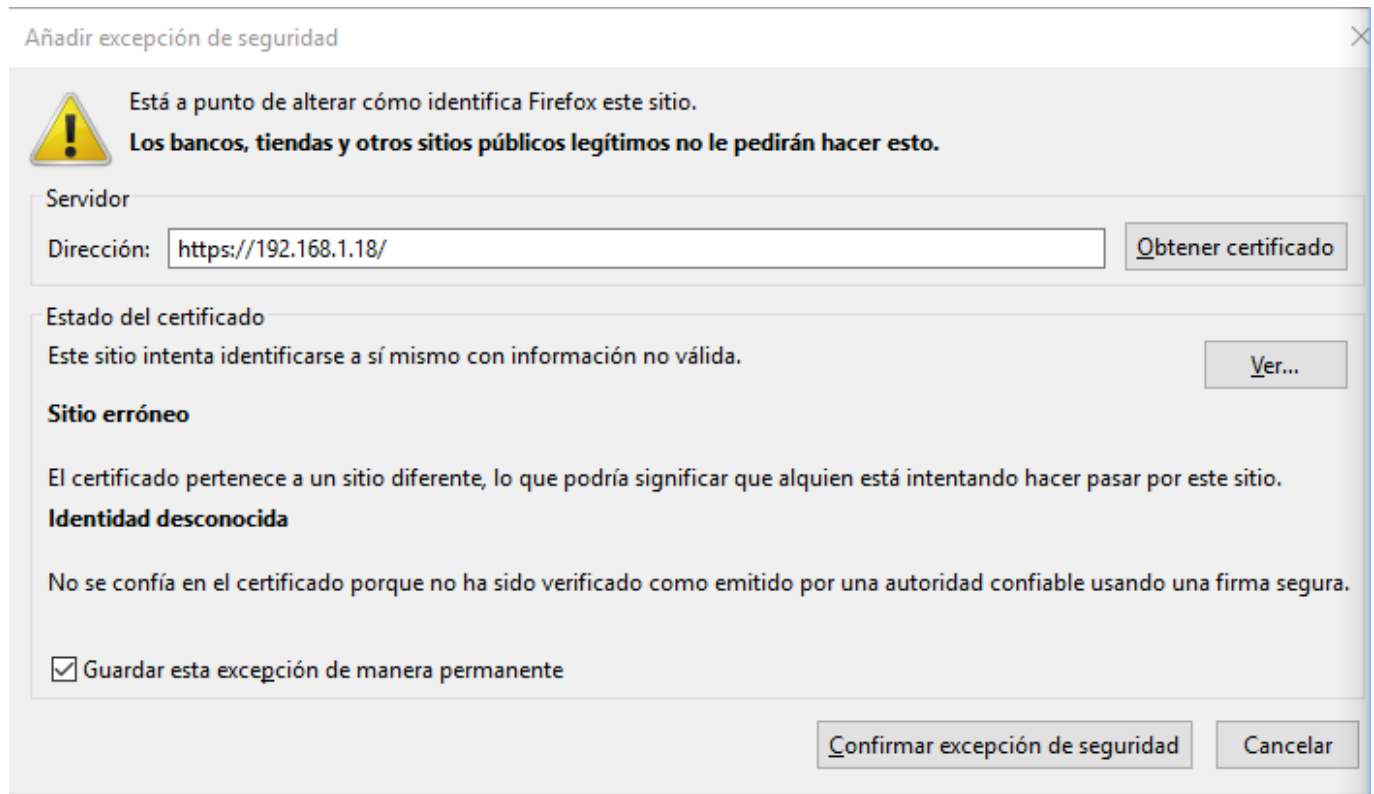 Añadir excepción de seguridad
Está a punto de alterar cómo identifica Firefox este sitio.
Los bancos, tiendas y otros sitios públicos legítimos no le pedirán hacer esto.
Servidor
Dirección: https://192.168.1.18/ Obtener certificado
Estado del certificado
Este sitio intenta identificarse a sí mismo con información no válida.
Ver...
Sitio erróneo
El certificado pertenece a un sitio diferente, lo que podría significar que alguien está intentando hacer pasar por este sitio.
Identidad desconocida
No se confía en el certificado porque no ha sido verificado como emitido por una autoridad confiable usando una firma segura.
Guardar esta excepción de manera permanente
Confirmar excepción de seguridad Cancelar